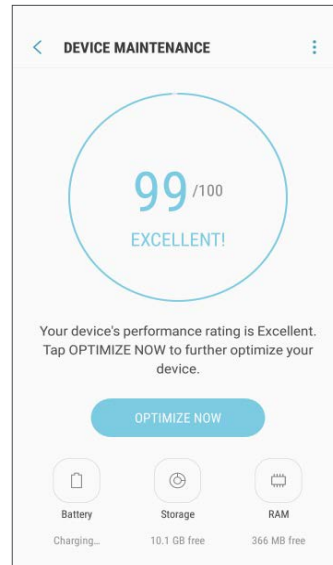 DEVICE MAINTENANCE
99 /100
EXCELLENT!
Your device's performance rating is Excellent.
Tap OPTIMIZE NOW to further optimize your
device.
OPTIMIZE NOW
Battery Storage RAM
Charging... 10.1 GB free 366 MB free